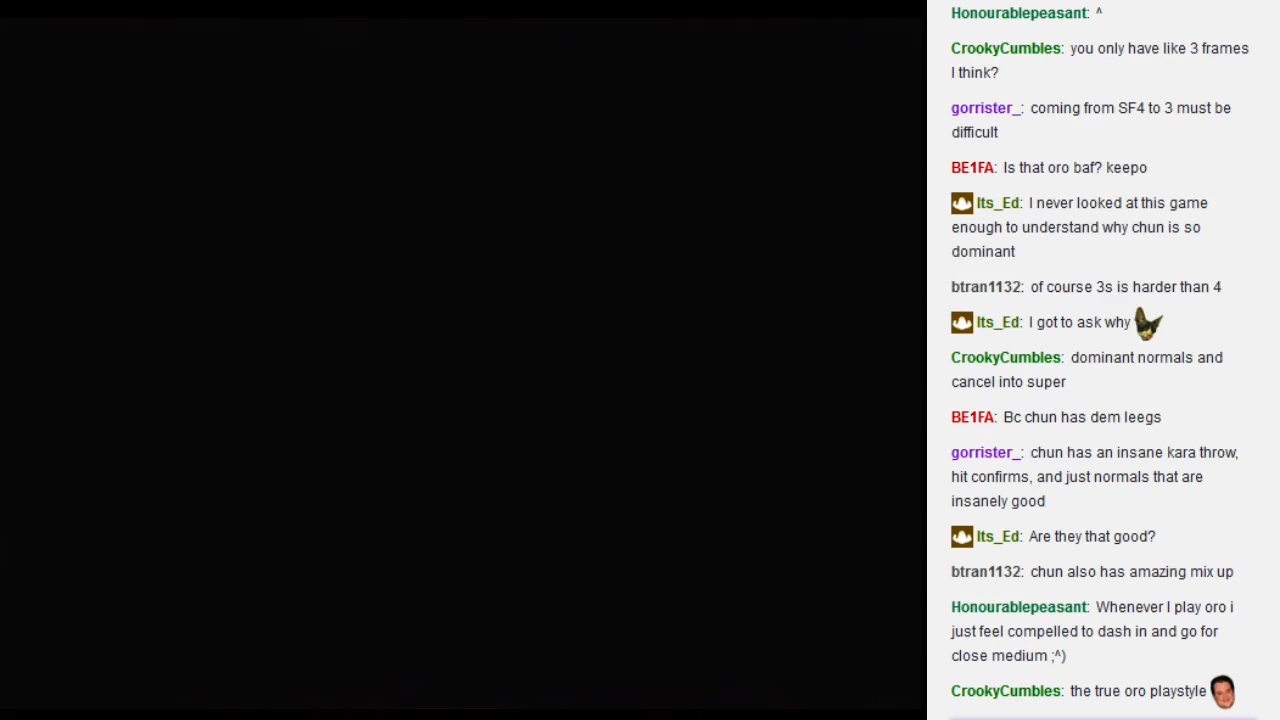 Honourablepeasant: ^
CrookyCumbles: you only have like 3 frames
I think?
gorrister_: coming from SF4 to 3 must be
difficult
BE1FA: Is that oro baf? keepo
Its_Ed: I never looked at this game
enough to understand why chun is so
dominant
btran1132: of course 3s is harder than 4
Its_Ed: I got to ask why
CrookyCumbles: dominant normals and
cancel into super
BE1FA: Bc chun has dem leegs
gorrister_: chun has an insane kara throw,
hit confirms, and just normals that are
insanely good
Its_Ed: Are they that good?
btran1132: chun also has amazing mix up
Honourablepeasant: Whenever I play oro i
just feel compelled to dash in and go for
close medium ;^)
CrookyCumbles: the true oro playstyle